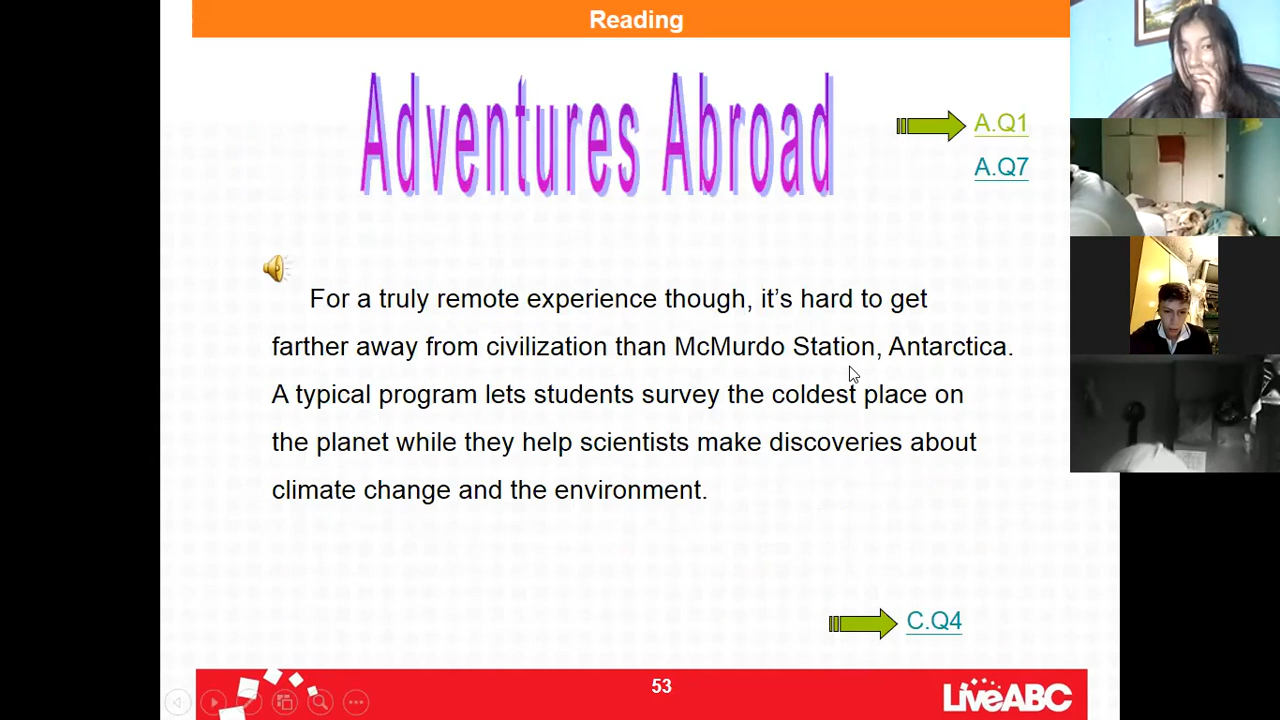 Reading
Adventures Abroad
A.Q1
A.Q7
For a truly remote experience though, it’s hard to get
farther away from civilization than McMurdo Station, Antarctica.
A typical program lets students survey the coldest place on
the planet while they help scientists make discoveries about
climate change and the environment.
C.Q4
53
LiveABC